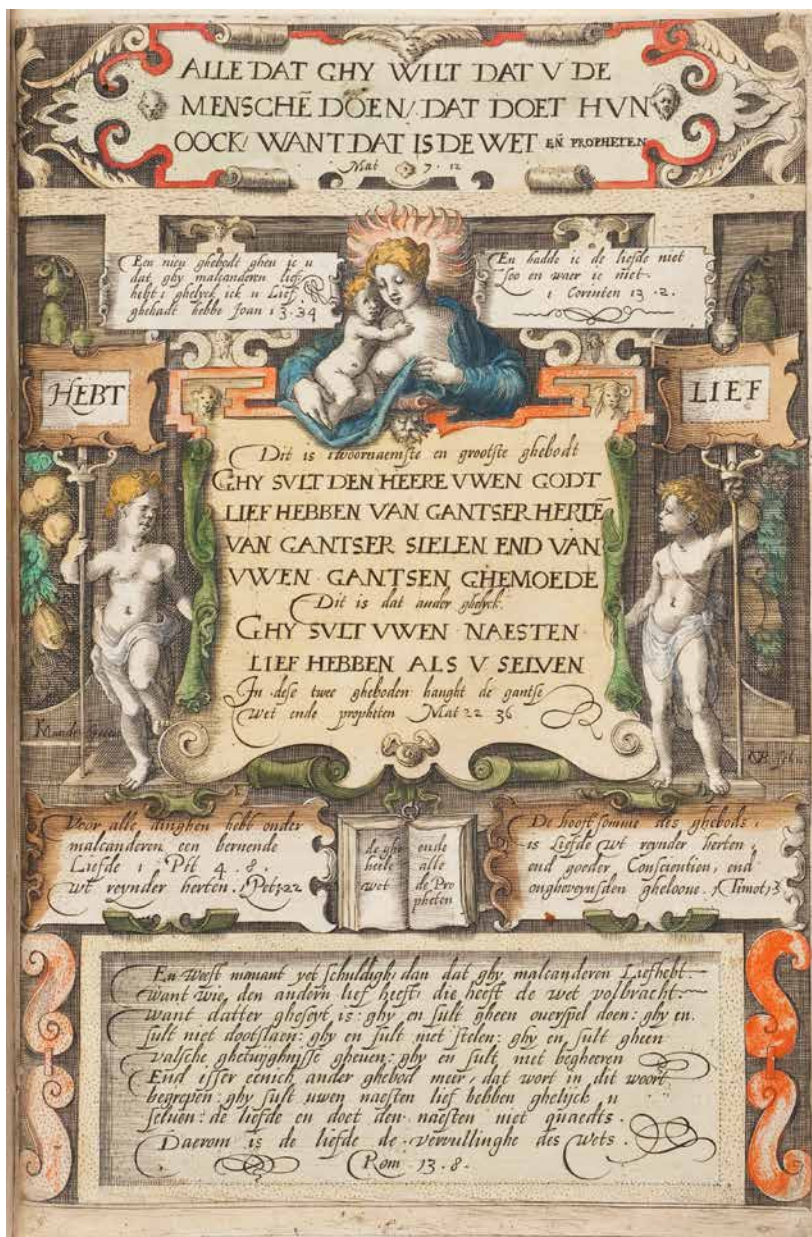 ALLE DAT GHY WILT DAT V DE
MENSCHĒ DOEN/ DAT DOET HVN
OOCK/ WANT DAT IS DE WET EÑ PROPHETEN
Mat 7 . 12
Een nieu ghebodt gheu ic u
dat ghy malcanderen lief
hebt : ghelyck ick u Lief
ghehadt hebbe Joan 13.34
En hadde ic de liefde niet
soo en waer ic niet.
1 Corinten 13 . 2 .
HEBT
LIEF
Dit is tvoornaemste en grootste ghebodt
GHY SVLT DEN HEERE VWEN GODT
LIEF HEBBEN VAN GANTSER HERTĒ
VAN GANTSER SIELEN END VAN
VWEN GANTSEN GHEMOEDE
Dit is dat ander ghelyck.
GHY SVLT VWEN NAESTEN
LIEF HEBBEN ALS V SELVEN
In dese twee gheboden hanght de gantse
Wet ende propheten Mat 22 36
Voor alle dinghen hebt onder
malcanderen een bernende
Liefde 1 . Pet 4 . 8 .
wt reynder herten. 1 Pet 1.22
de ghe
heele
wet
ende
alle
de Pro
pheten
De hooft somme des ghebods,
is Liefde wt reynder herten,
end goeder Conscientien, end
ongheveynsden gheloove. 1 Timot 1 3
En weest niemant yet schuldigh, dan dat ghy malcanderen Liefhebt.
want wie den andern lief heeft, die heeft de wet volbracht.
want datter gheseyt is : ghy en sult gheen overspel doen : ghy en
sult niet dootslaen : ghy en sult niet stelen : ghy en sult gheen
valsche ghetuyghnisse gheven : ghy en sult niet begheeren
End isser eenich ander ghebod meer, dat wort in dit woort
begrepen : ghy sult uwen naesten lief hebben ghelijck u
selven : de liefde en doet den naesten niet quaedts .
Daerom is de liefde de vervullinghe des Wets .
Rom . 13 . 8 .